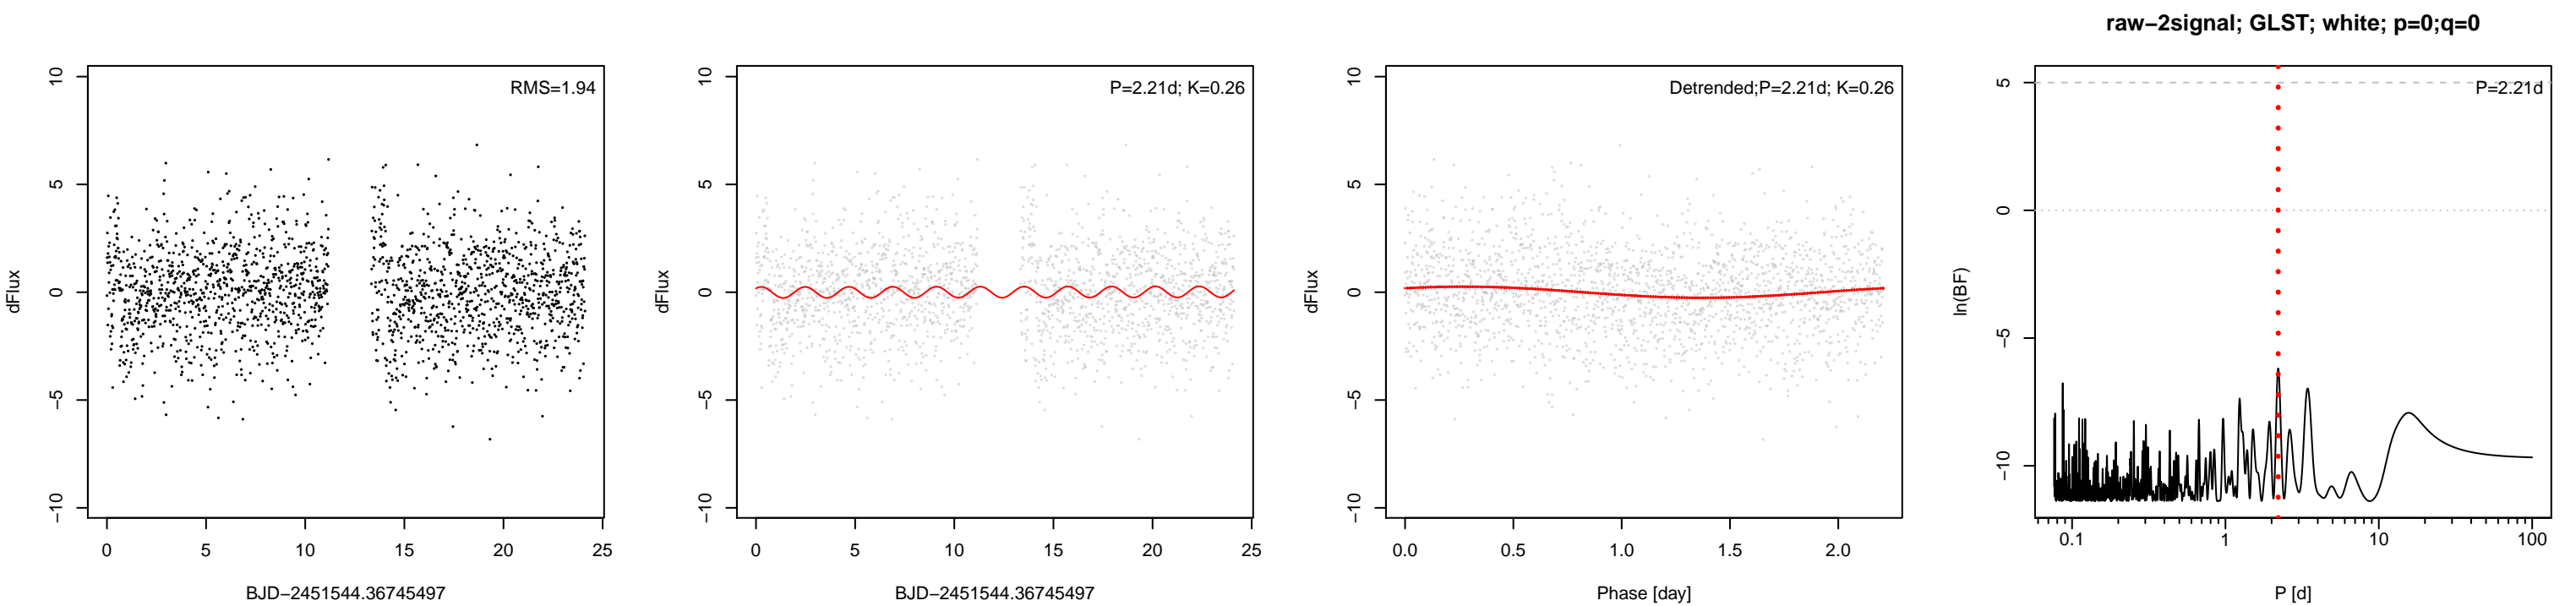 raw−2signal; GLST; white; p=0;q=0
10
5
0
−5
−10
dFlux
RMS=1.94
0 5 10 15 20 25
BJD−2451544.36745497
10
5
0
−5
−10
dFlux
P=2.21d; K=0.26
0 5 10 15 20 25
BJD−2451544.36745497
10
5
0
−5
−10
dFlux
Detrended;P=2.21d; K=0.26
0.0 0.5 1.0 1.5 2.0
Phase [day]
5
0
−5
−10
ln(BF)
P=2.21d
0.1 1 10 100
P [d]